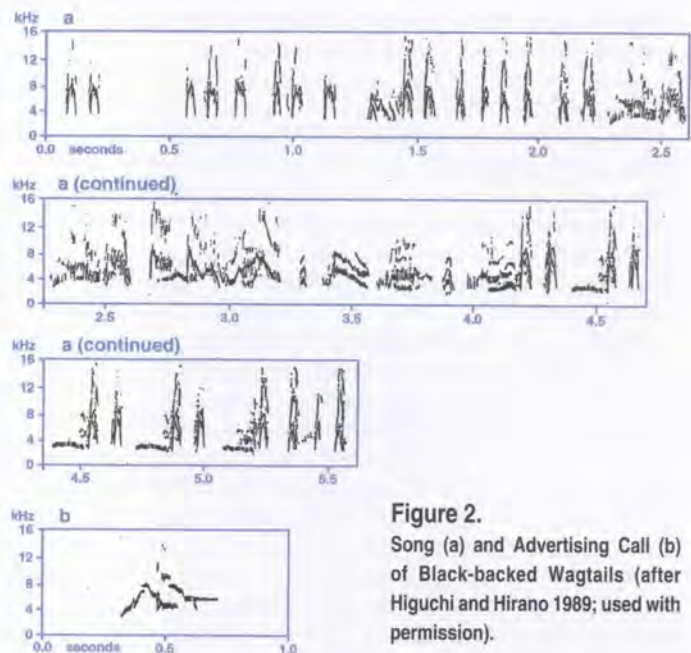 kHz a
16
12
8
4
0
0.0 seconds 0.5 1.0 1.5 2.0 2.5
kHz a (continued)
16
12
8
4
0
2.5 3.0 3.5 4.0 4.5
kHz a (continued)
16
12
8
4
0
4.5 5.0 5.5
kHz b
16
12
8
4
0
0.0 seconds 0.5 1.0
Figure 2.
Song (a) and Advertising Call (b)
of Black-backed Wagtails (after
Higuchi and Hirano 1989; used with
permission).